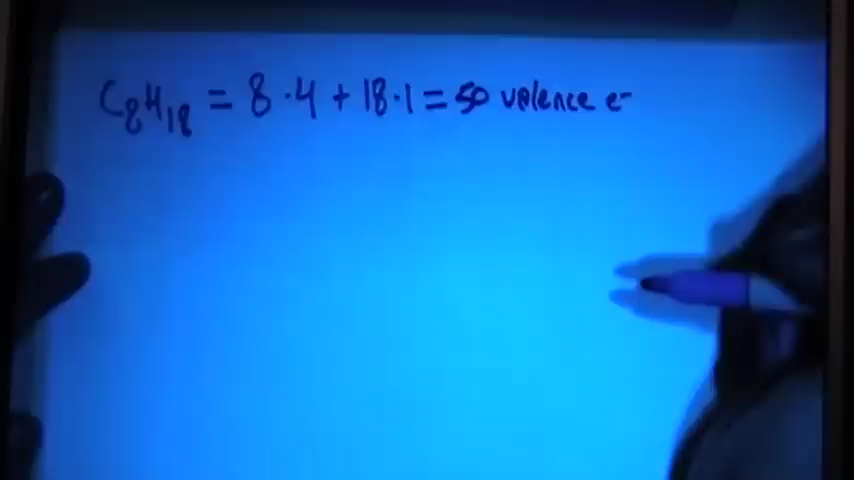 C₈H₁₈ = 8·4 + 18·1 = 50 valence e⁻